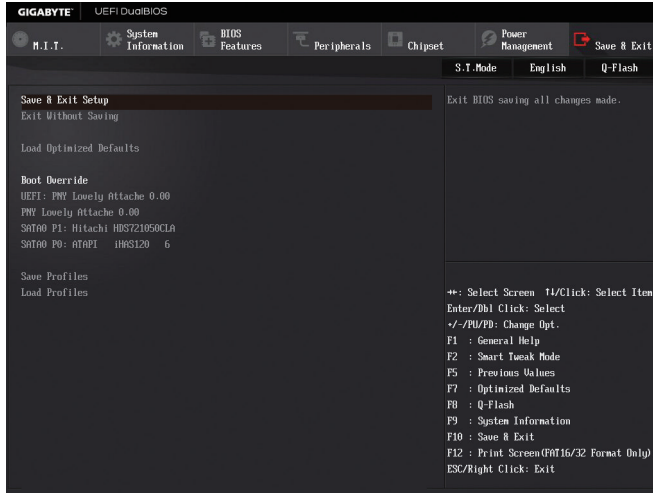 GIGABYTE™ UEFI DualBIOS
M.I.T.
System
Information
BIOS
Features
Peripherals
Chipset
Power
Management
Save & Exit
S.T.Mode English Q-Flash
Save & Exit Setup
Exit Without Saving
Load Optimized Defaults
Boot Override
UEFI: PNY Lovely Attache 0.00
PNY Lovely Attache 0.00
SATA0 P1: Hitachi HDS721050CLA
SATA0 P0: ATAPI iHAS120 6
Save Profiles
Load Profiles
Exit BIOS saving all changes made.
→←: Select Screen ↑↓/Click: Select Item
Enter/Dbl Click: Select
+/-/PU/PD: Change Opt.
F1 : General Help
F2 : Smart Tweak Mode
F5 : Previous Values
F7 : Optimized Defaults
F8 : Q-Flash
F9 : System Information
F10 : Save & Exit
F12 : Print Screen(FAT16/32 Format Only)
ESC/Right Click: Exit